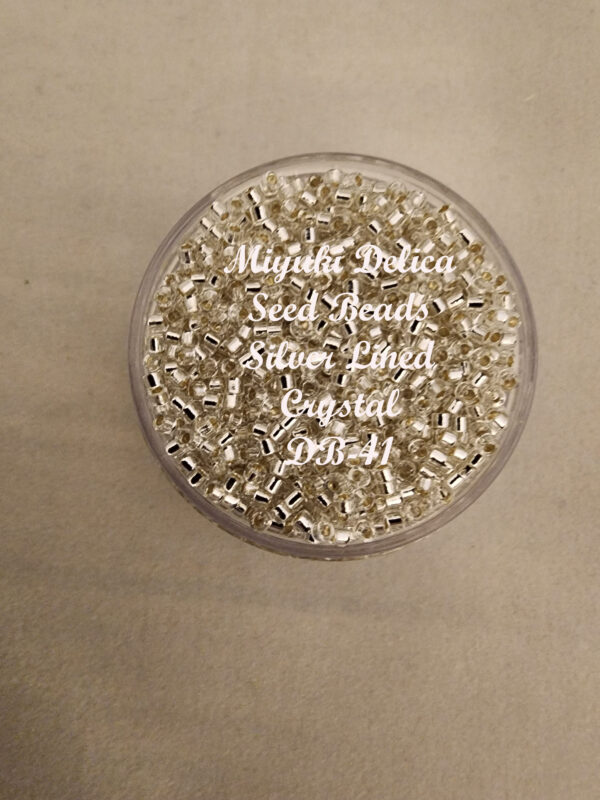 Miyuki Delica
Seed Beads
Silver Lined
Crystal
DB-41